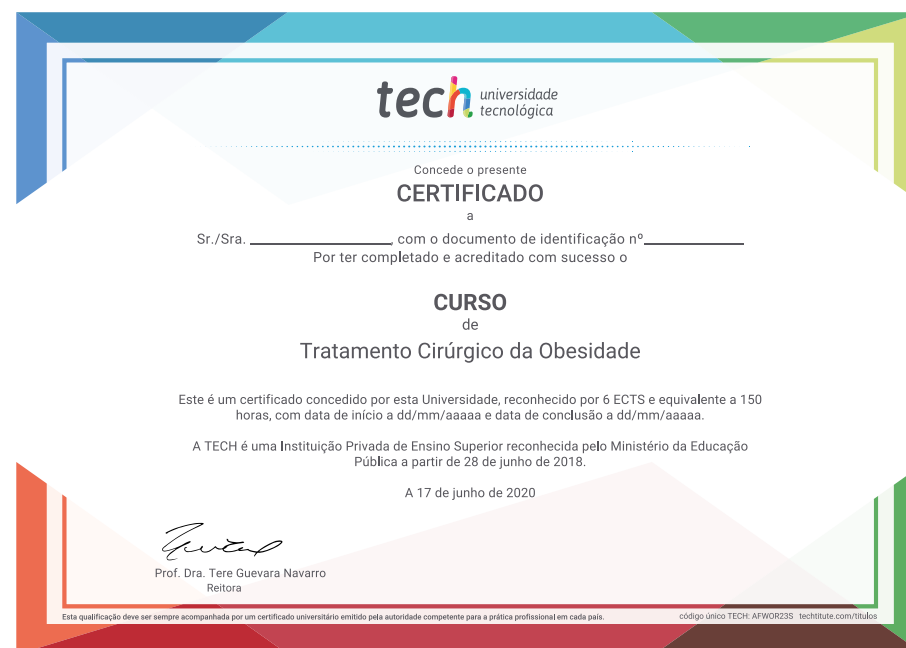 tech universidade
tecnológica
Concede o presente
CERTIFICADO
a
Sr./Sra. , com o documento de identificação nº
Por ter completado e acreditado com sucesso o
CURSO
de
Tratamento Cirúrgico da Obesidade
Este é um certificado concedido por esta Universidade, reconhecido por 6 ECTS e equivalente a 150
horas, com data de início a dd/mm/aaaaa e data de conclusão a dd/mm/aaaaa.
A TECH é uma Instituição Privada de Ensino Superior reconhecida pelo Ministério da Educação
Pública a partir de 28 de junho de 2018.
A 17 de junho de 2020
Prof. Dra. Tere Guevara Navarro
Reitora
Esta qualificação deve ser sempre acompanhada por um certificado universitário emitido pela autoridade competente para a prática profissional em cada país. código único TECH: AFWOR23S techtitute.com/titulos